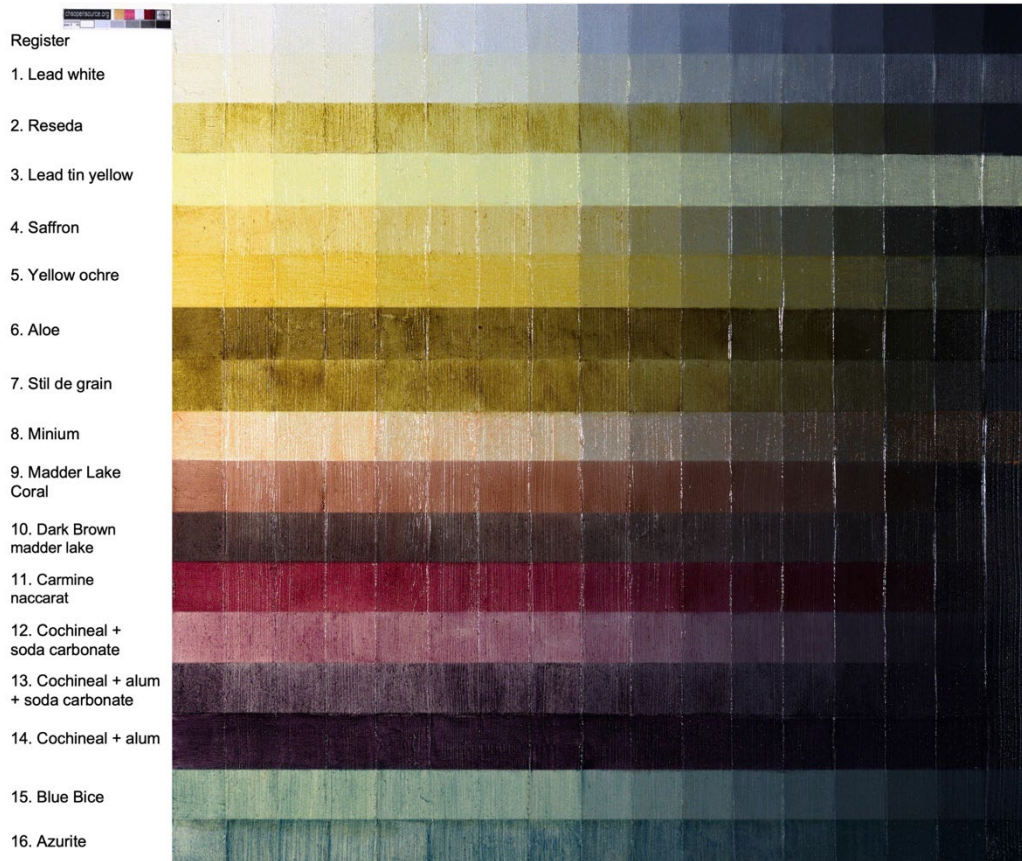 chsopensource.org
Register
1. Lead white
2. Reseda
3. Lead tin yellow
4. Saffron
5. Yellow ochre
6. Aloe
7. Stil de grain
8. Minium
9. Madder Lake
Coral
10. Dark Brown
madder lake
11. Carmine
naccarat
12. Cochineal +
soda carbonate
13. Cochineal + alum
+ soda carbonate
14. Cochineal + alum
15. Blue Bice
16. Azurite